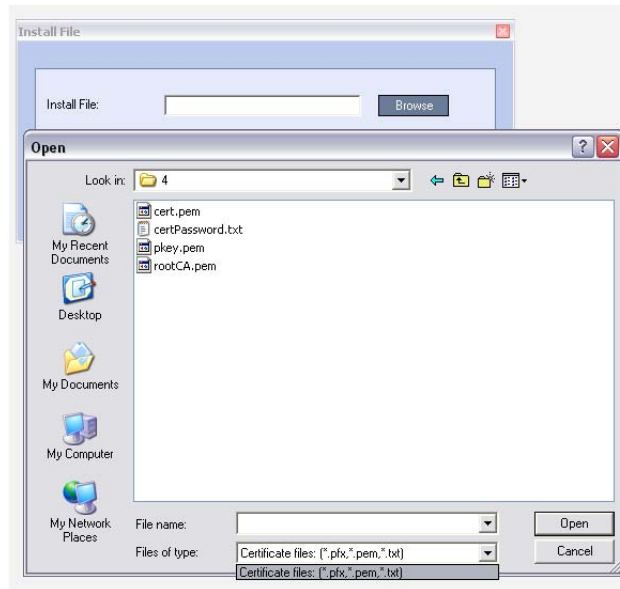 Install File
Install File:
Browse
Open
Look in:
4
cert.pem
certPassword.txt
pkey.pem
rootCA.pem
My Recent
Documents
Desktop
My Documents
My Computer
My Network
Places
File name:
Open
Files of type:
Certificate files: (*.pfx,*.pem,*.txt)
Cancel
Certificate files: (*.pfx,*.pem,*.txt)